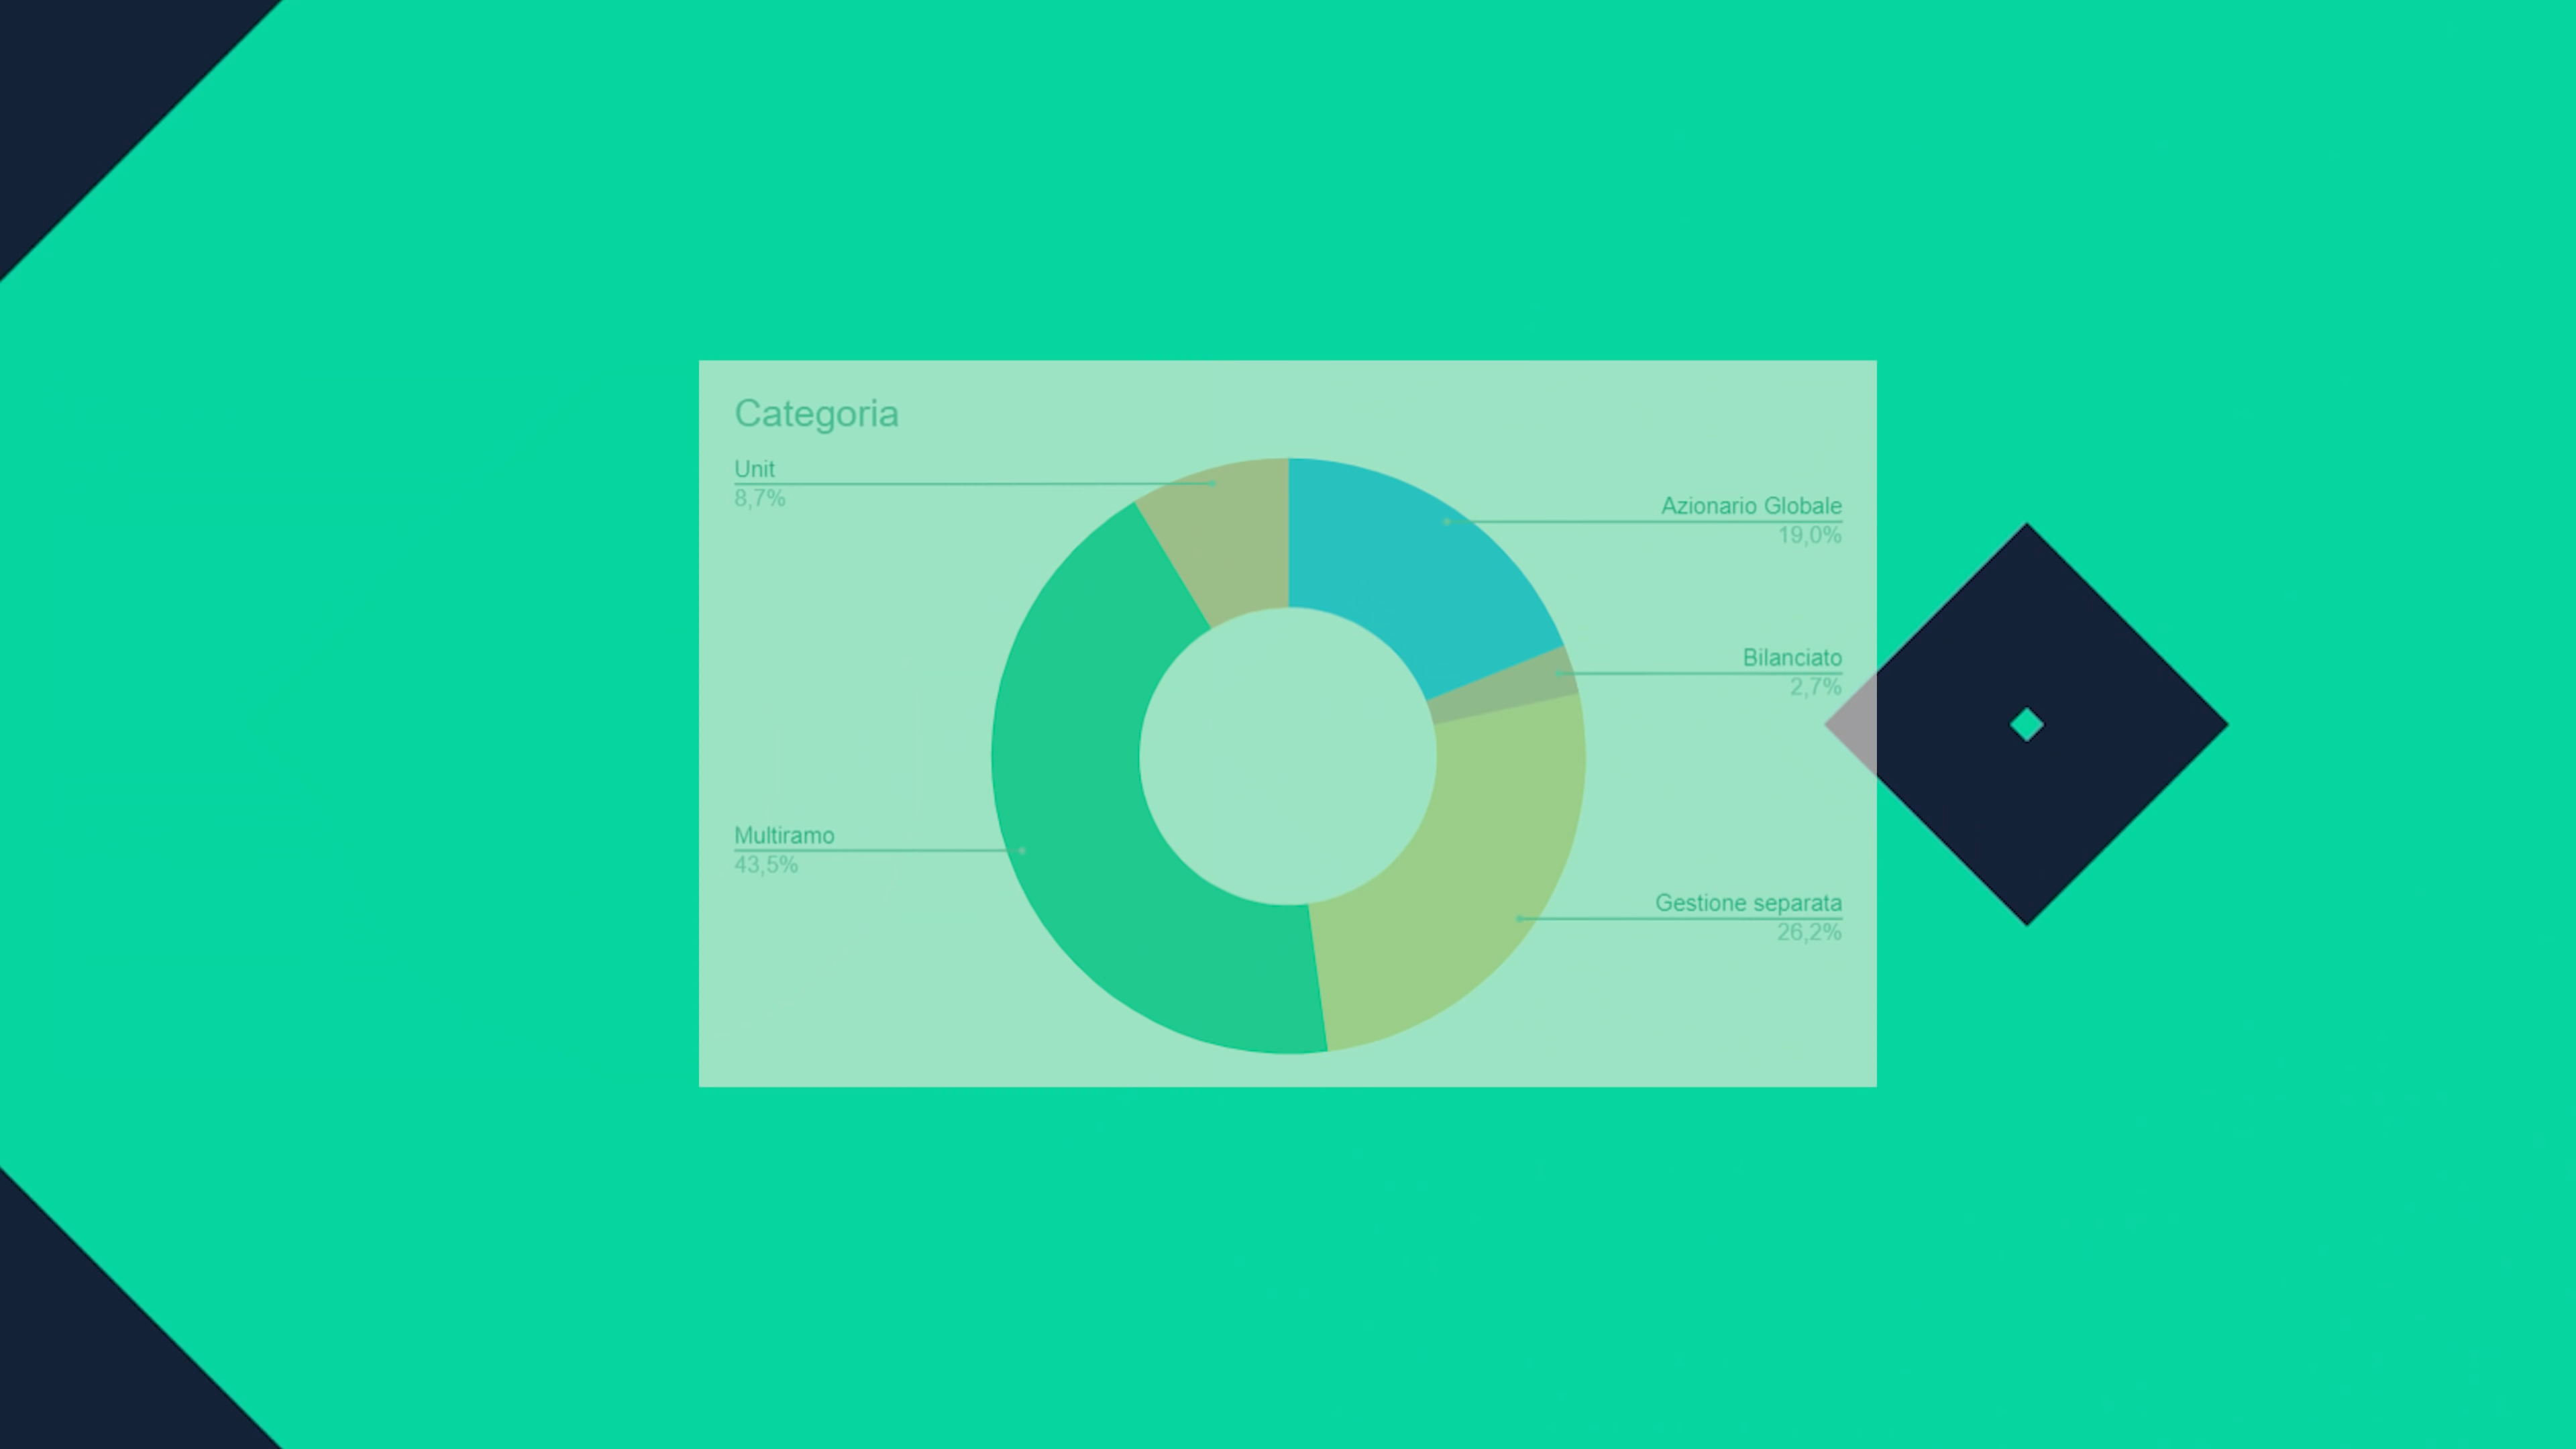 Categoria
Unit
8,7%
Azionario Globale
19,0%
Bilanciato
2,7%
Multiramo
43,5%
Gestione separata
26,2%